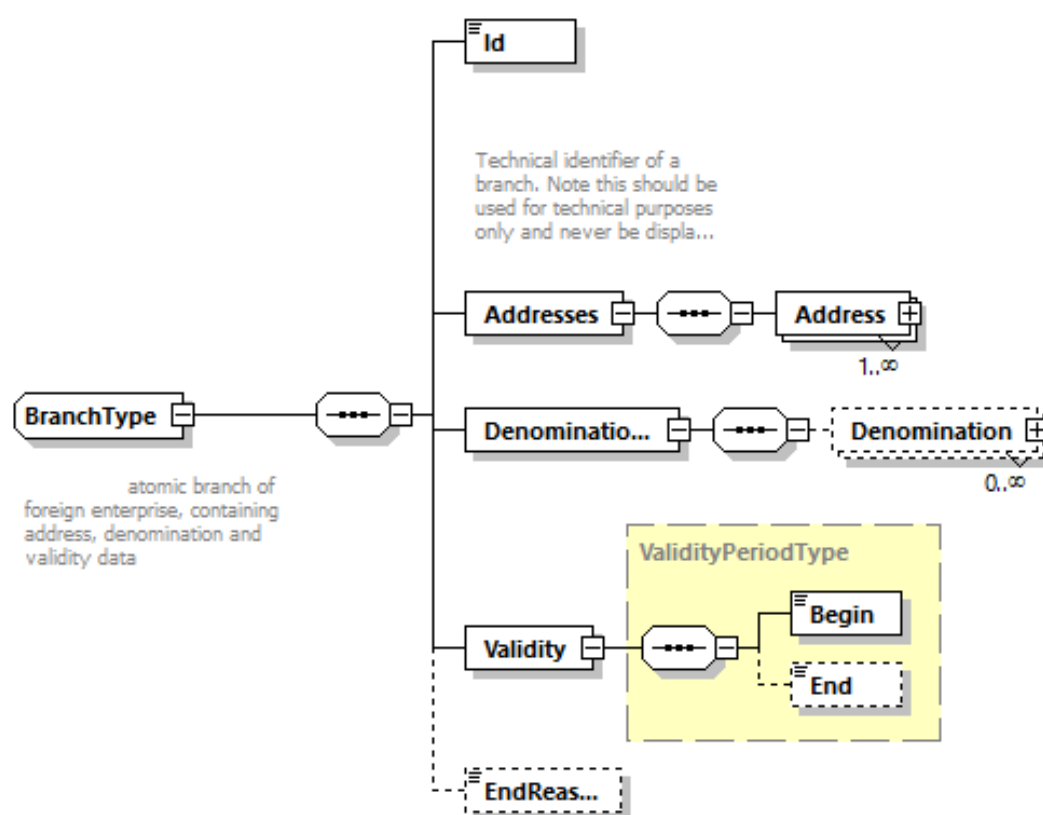 Id
Technical identifier of a
branch. Note this should be
used for technical purposes
only and never be displa...
Addresses
Address
1..∞
BranchType
atomic branch of
foreign enterprise, containing
address, denomination and
validity data
Denominatio...
Denomination
0..∞
ValidityPeriodType
Validity
Begin
End
EndReas...